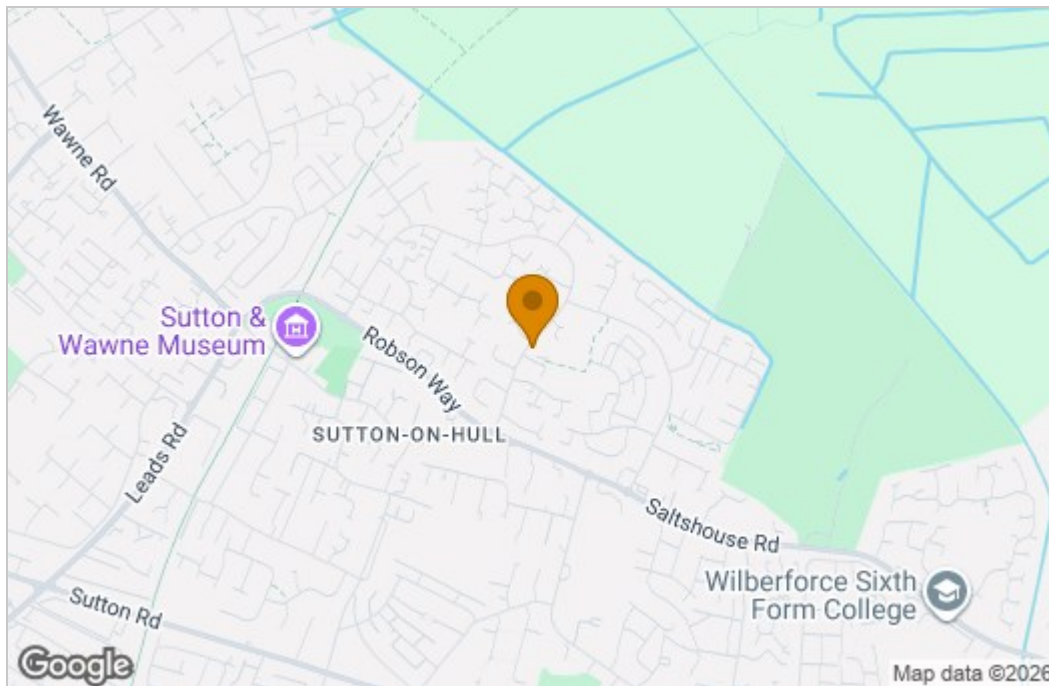 Wawne Rd
Sutton &
Wawne Museum
Robson Way
SUTTON-ON-HULL
Leads Rd
Saltshouse Rd
Wilberforce Sixth
Form College
Sutton Rd
Google
Map data ©2026